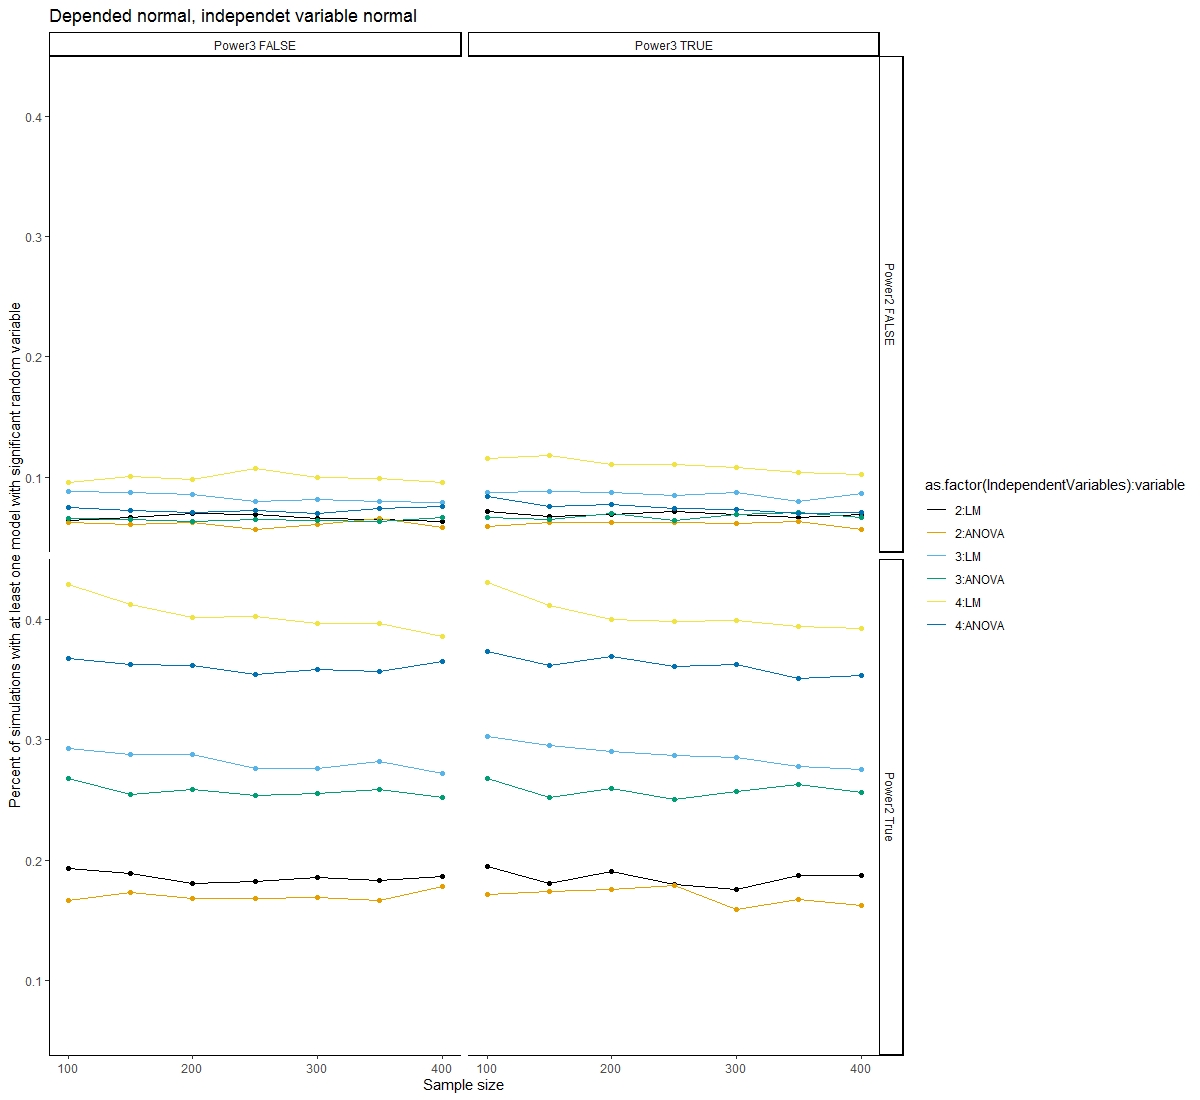 Depended normal, independet variable normal
Power3 FALSE
Power3 TRUE
Power2 FALSE
Power2 True
Percent of simulations with at least one model with significant random variable
0.4
0.3
0.2
0.1
0.4
0.3
0.2
0.1
100
200
300
400
100
200
300
400
Sample size
as.factor(IndependentVariables):variable
2:LM
2:ANOVA
3:LM
3:ANOVA
4:LM
4:ANOVA